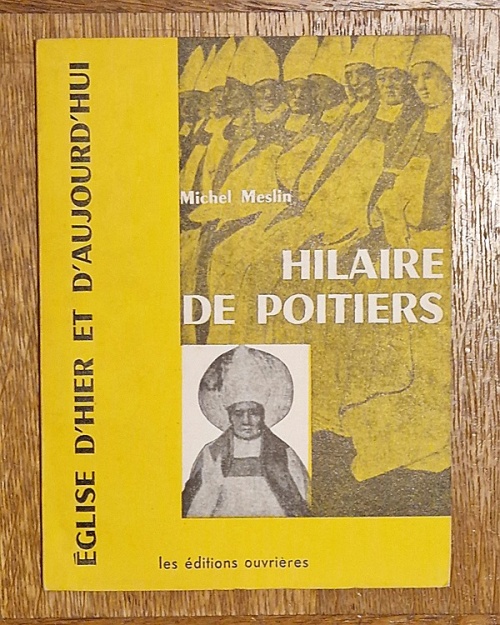 ÉGLISE D'HIER ET D'AUJOURD'HUI
Michel Meslin
HILAIRE
DE POITIERS
les éditions ouvrières